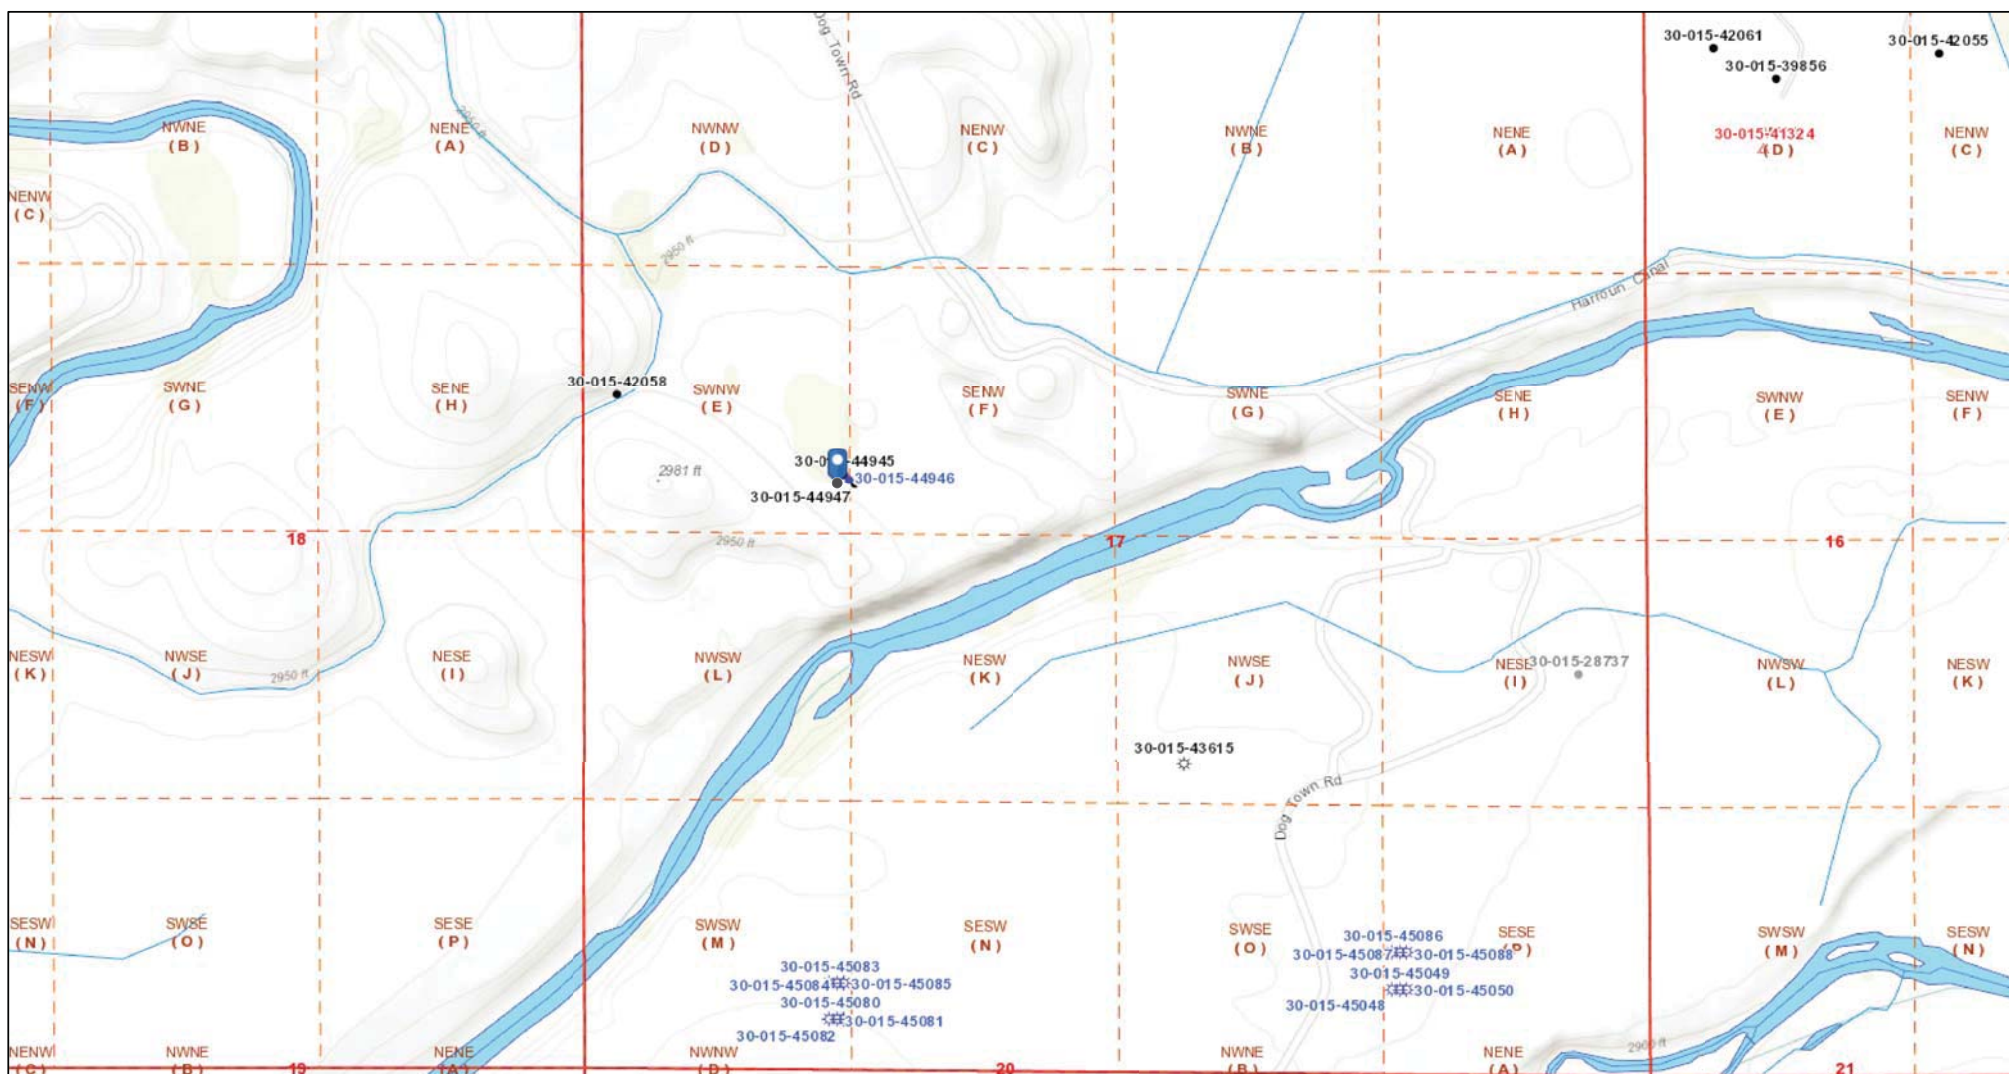 Dog Town Rd
30-015-42061
30-015-42055
30-015-39856
2950 ft
NWNE
(B)
NENE
(A)
NWNW
(D)
NENW
(C)
NWNE
(B)
NENE
(A)
30-015-41324
(D)
NENW
(C)
NENW
(C)
2950 ft
Harroun Canal
30-015-42058
SENW
(F)
SWNE
(G)
SENE
(H)
SWNW
(E)
SENW
(F)
SWNE
(G)
SENE
(H)
SWNW
(E)
SENW
(F)
2981 ft
44945
30-015-44946
30-015-44947
18
2950 ft
17
16
NESW
(K)
NWSE
(J)
2950 ft
NESE
(I)
NWSW
(L)
NESW
(K)
NWSE
(J)
(I)
30-015-28737
NWSW
(L)
NESW
(K)
30-015-43615
Dog Town Rd
SESW
(N)
SWSE
(O)
SESE
(P)
SWSW
(M)
SESW
(N)
SWSE
(O)
30-015-45086
SESE
SWSW
(M)
SESW
(N)
30-015-45087
30-015-45088
30-015-45083
30-015-45084
30-015-45085
30-015-45049
30-015-45050
30-015-45048
30-015-45080
30-015-45081
30-015-45082
NENW
(C)
NWNE
(B)
19
NENE
(A)
NWNW
(D)
20
NWNE
(B)
NENE
(A)
2900 ft
21